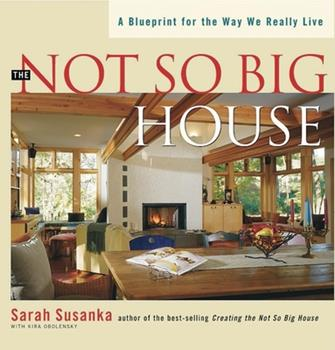 A Blueprint for the Way We Really Live
THE
NOT SO BIG
HOUSE
Sarah Susanka author of the best-selling Creating the Not So Big House
WITH KIRA OBOLENSKY